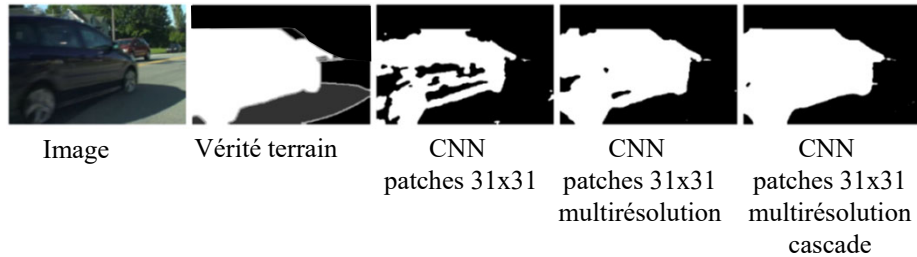 Image
Vérité terrain
CNN
patches 31x31
CNN
patches 31x31
multirésolution
CNN
patches 31x31
multirésolution
cascade